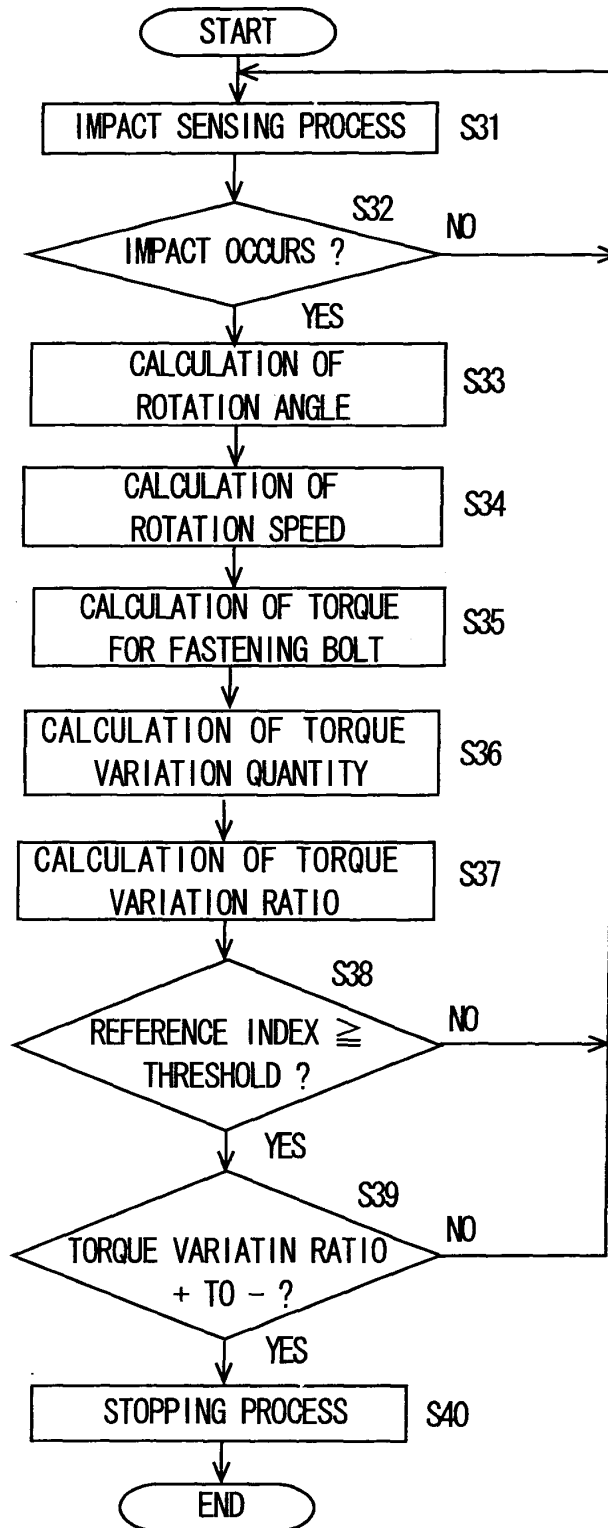 START
IMPACT SENSING PROCESS S31
S32
IMPACT OCCURS ? NO
YES
CALCULATION OF
ROTATION ANGLE
S33
CALCULATION OF
ROTATION SPEED
S34
CALCULATION OF TORQUE
FOR FASTENING BOLT
S35
CALCULATION OF TORQUE
VARIATION QUANTITY
S36
CALCULATION OF TORQUE
VARIATION RATIO
S37
S38
REFERENCE INDEX ≧
THRESHOLD ?
NO
YES
S39
TORQUE VARIATIN RATIO
+ TO - ?
NO
YES
STOPPING PROCESS S40
END